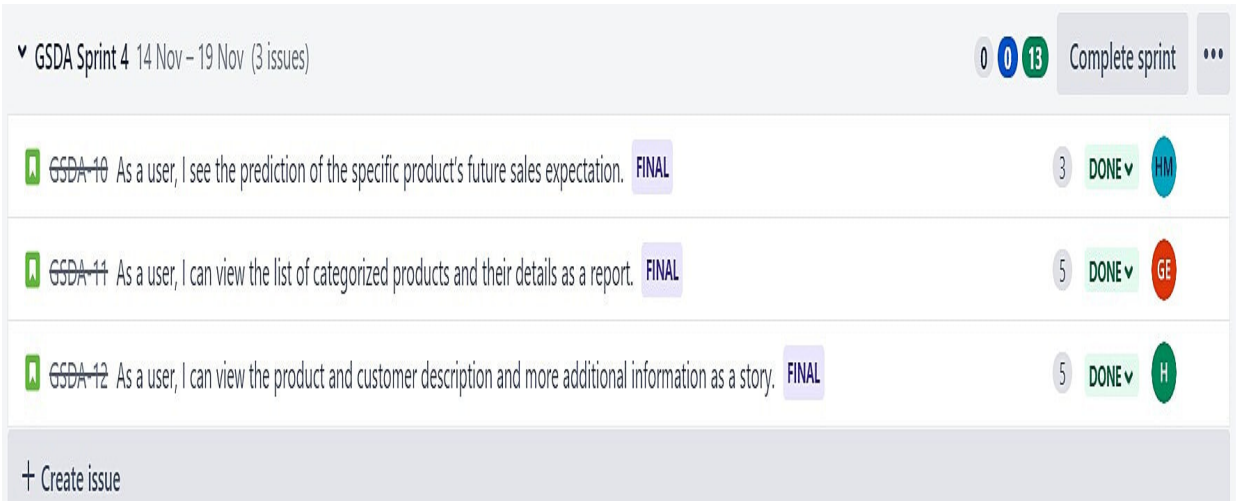 GSDA Sprint 4 14 Nov – 19 Nov (3 issues) 0 0 13 Complete sprint •••
GSDA-10 As a user, I see the prediction of the specific product's future sales expectation. FINAL 3 DONE HM
GSDA-11 As a user, I can view the list of categorized products and their details as a report. FINAL 5 DONE GE
GSDA-12 As a user, I can view the product and customer description and more additional information as a story. FINAL 5 DONE H
+ Create issue